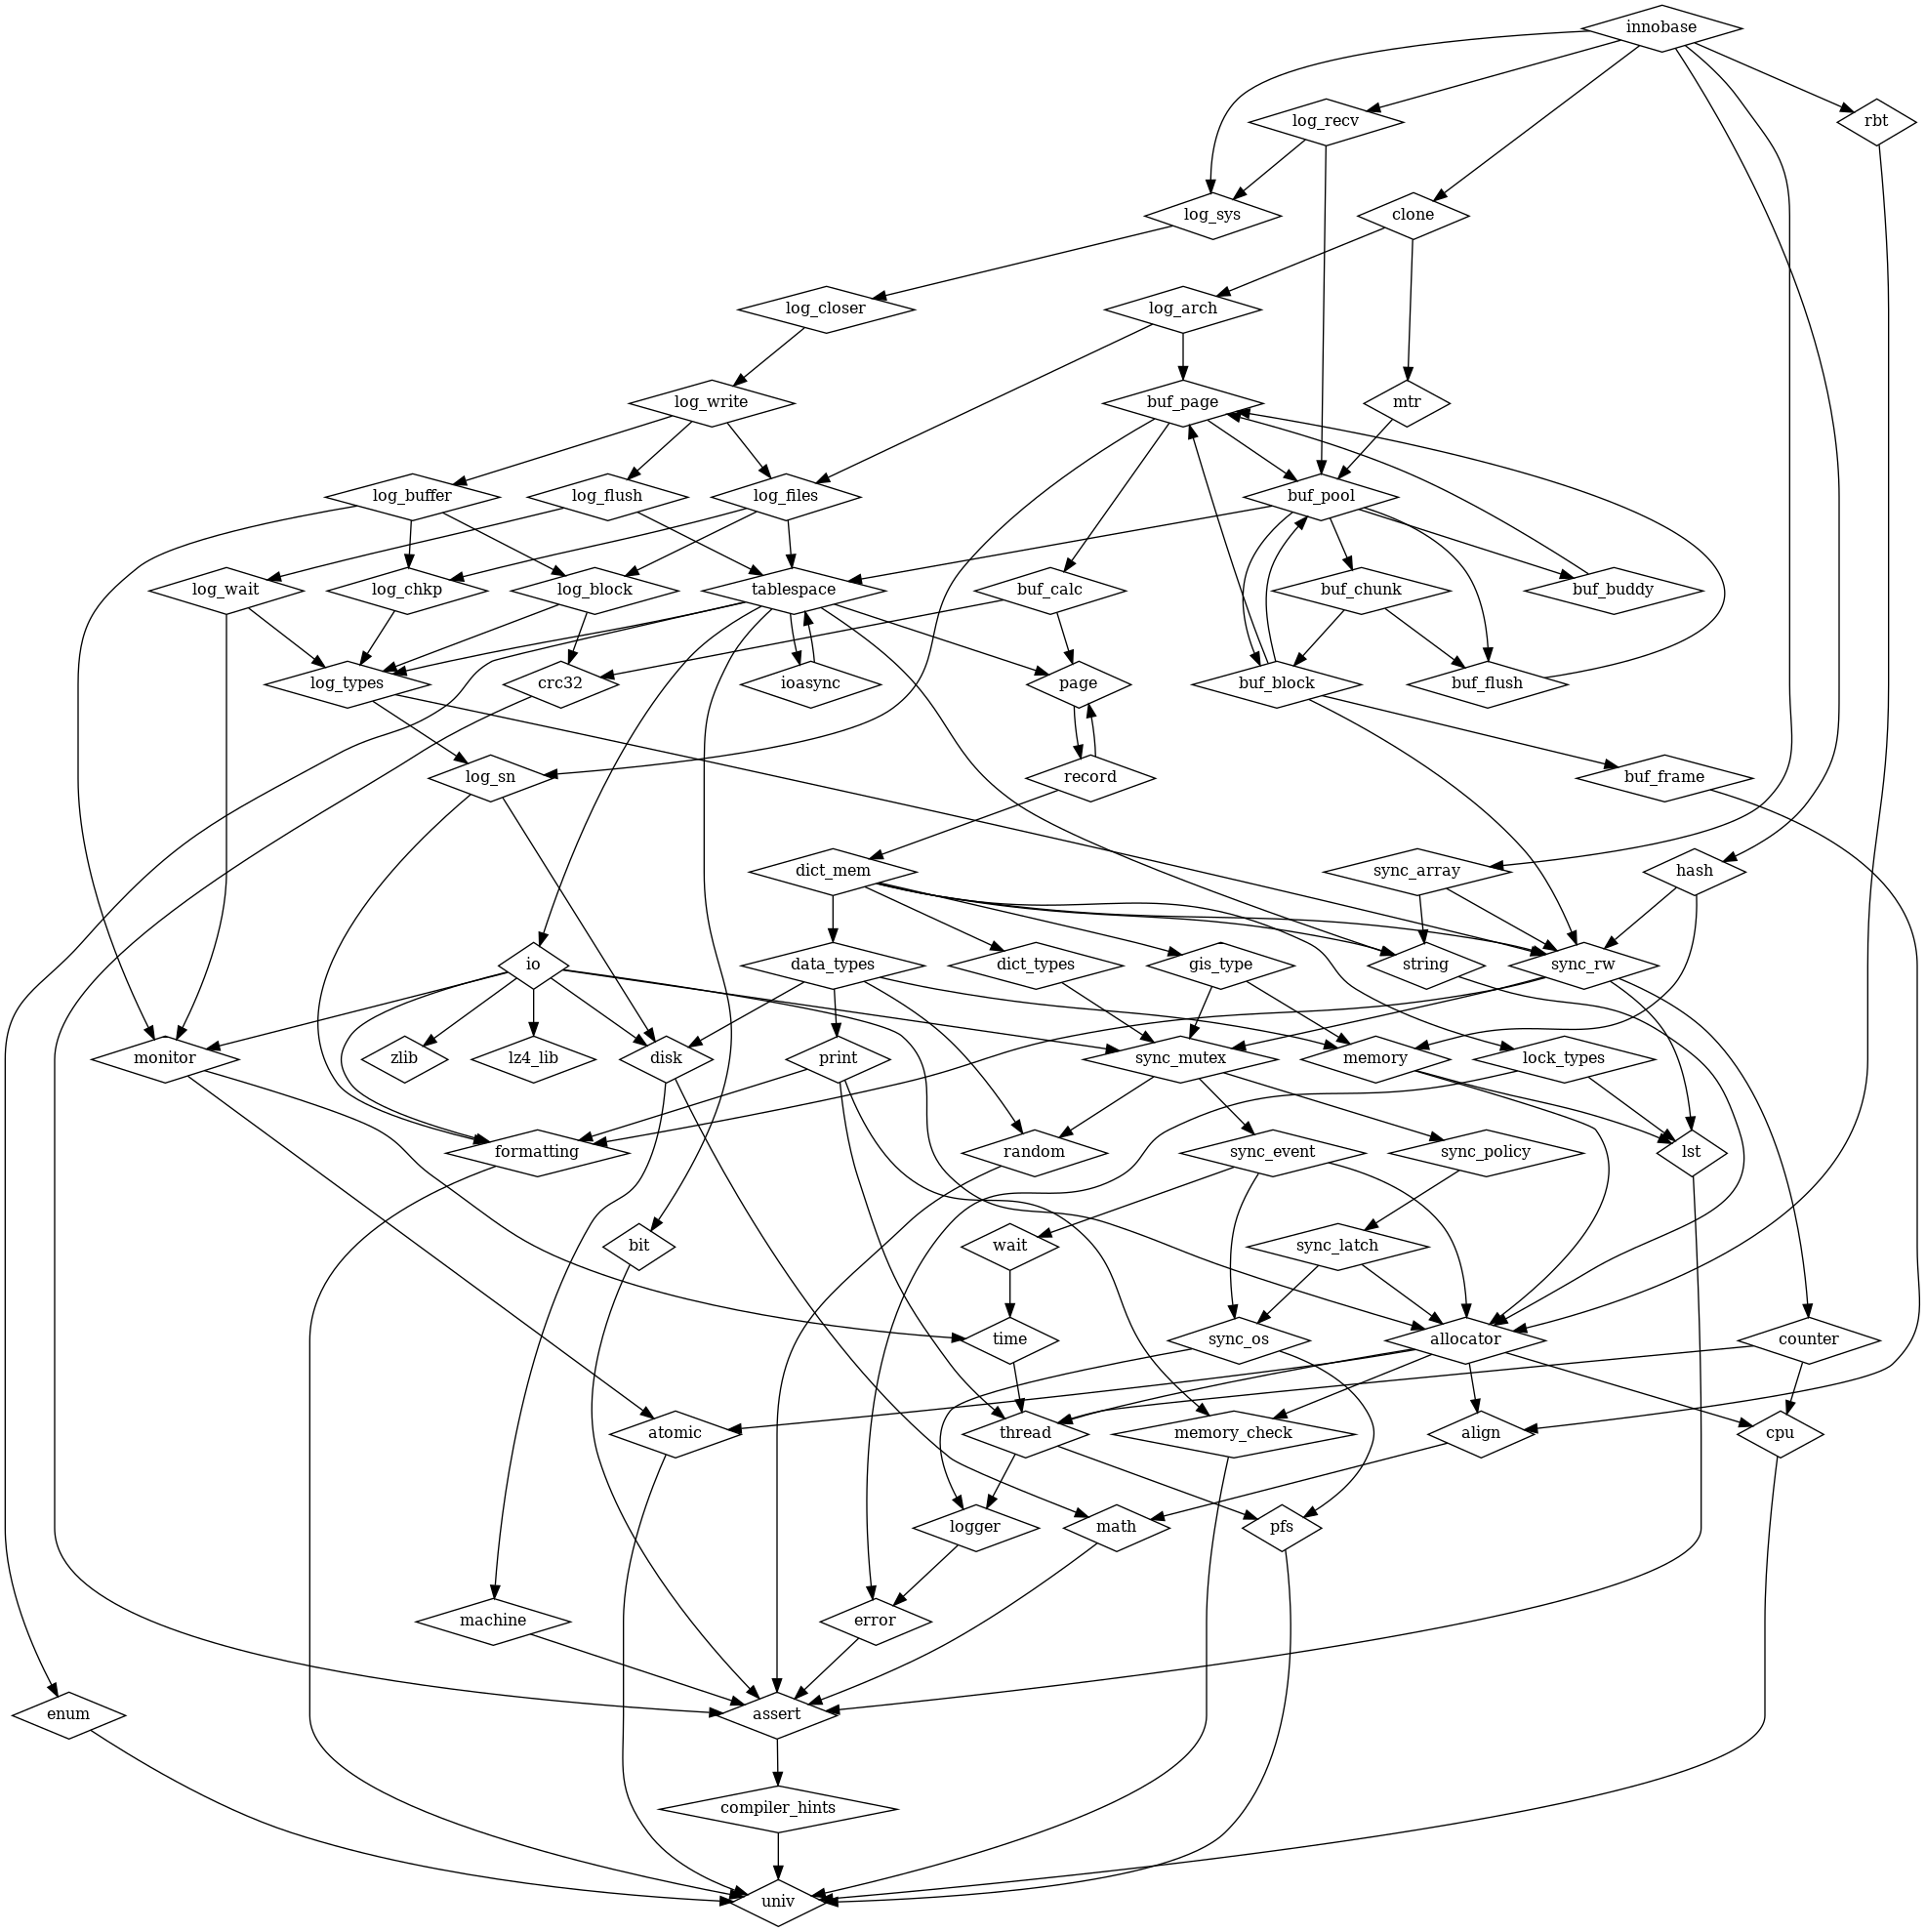 innobase
log_recv
rbt
log_sys
clone
log_closer
log_arch
log_write
buf_page
mtr
log_buffer
log_flush
log_files
buf_pool
log_wait
log_chkp
log_block
tablespace
buf_calc
buf_chunk
buf_buddy
log_types
crc32
ioasync
page
buf_block
buf_flush
log_sn
record
buf_frame
dict_mem
sync_array
hash
io
data_types
dict_types
gis_type
string
sync_rw
monitor
zlib
lz4_lib
disk
print
sync_mutex
memory
lock_types
formatting
random
sync_event
sync_policy
lst
bit
wait
sync_latch
time
sync_os
allocator
counter
atomic
thread
memory_check
align
cpu
logger
math
pfs
machine
error
enum
assert
compiler_hints
univ